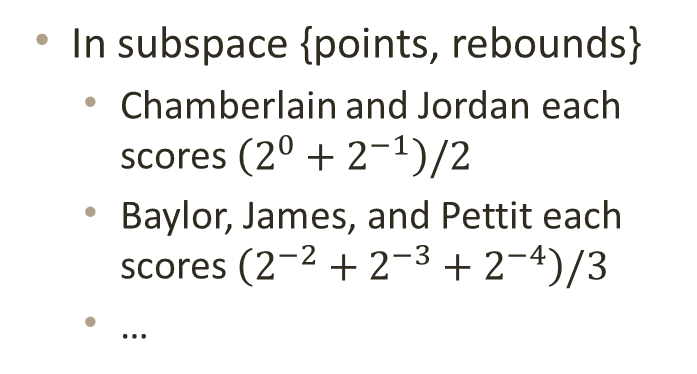 • In subspace {points, rebounds}
• Chamberlain and Jordan each
scores (2⁰ + 2⁻¹)/2
• Baylor, James, and Pettit each
scores (2⁻² + 2⁻³ + 2⁻⁴)/3
• ...